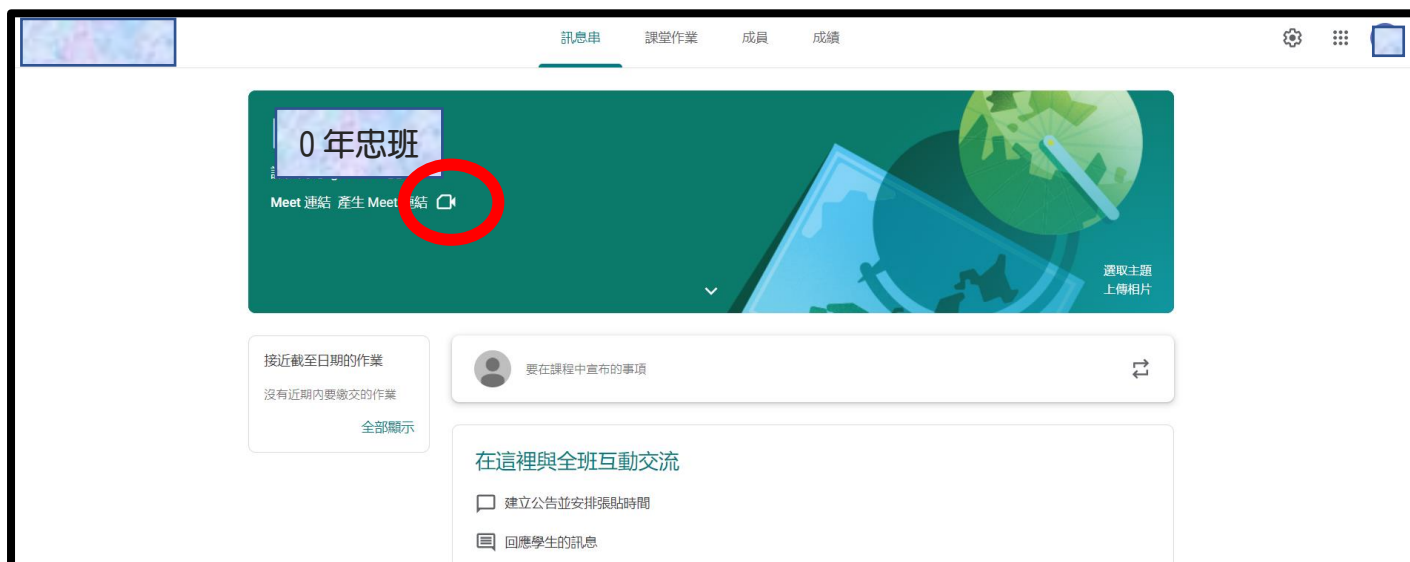 訊息串 課堂作業 成員 成績
0 年忠班
Meet 連結 產生 Meet 連結
選取主題
上傳相片
接近截至日期的作業
沒有近期內要繳交的作業
全部顯示
要在課程中宣布的事項
在這裡與全班互動交流
建立公告並安排張貼時間
回應學生的訊息